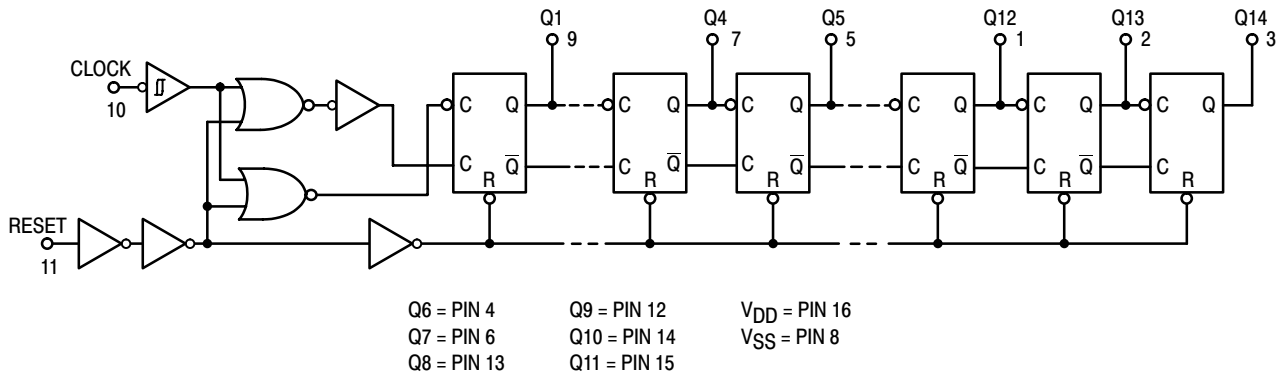 Q1 Q4 Q5 Q12 Q13 Q14
9 7 5 1 2 3
CLOCK
10
C Q C Q C Q C Q C Q C Q
C Q̅ C Q̅ C Q̅ C Q̅ C Q̅ C
R R R R R R
RESET
11
Q6 = PIN 4 Q9 = PIN 12 VDD = PIN 16
Q7 = PIN 6 Q10 = PIN 14 VSS = PIN 8
Q8 = PIN 13 Q11 = PIN 15